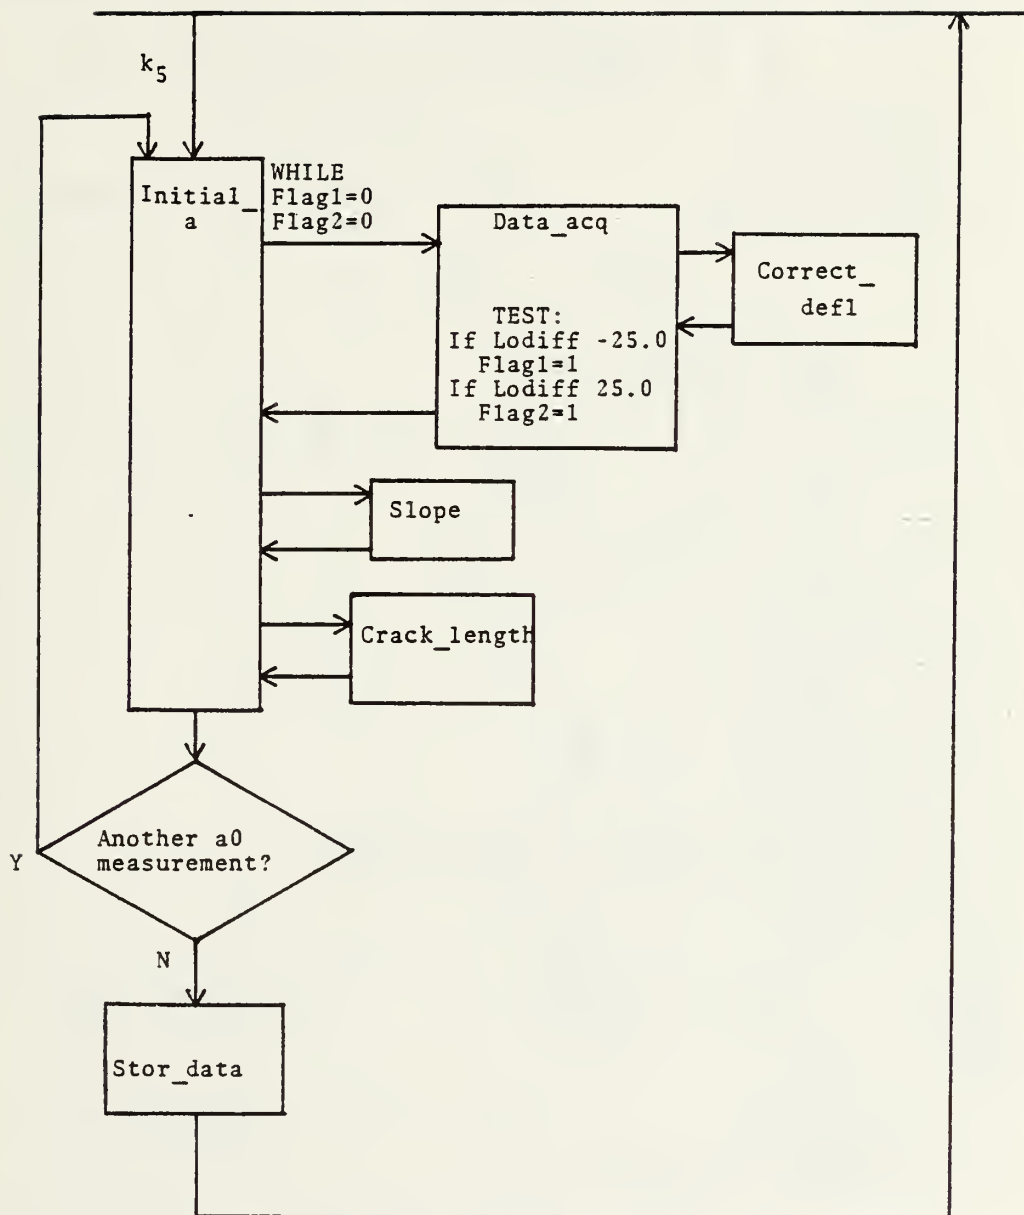 k5
WHILE
Flag1=0
Flag2=0
Initial_
a
Data_acq
TEST:
If Lodiff -25.0
Flag1=1
If Lodiff 25.0
Flag2=1
Correct_
defl
Slope
Crack_length
Another a0
measurement?
Y
N
Stor_data